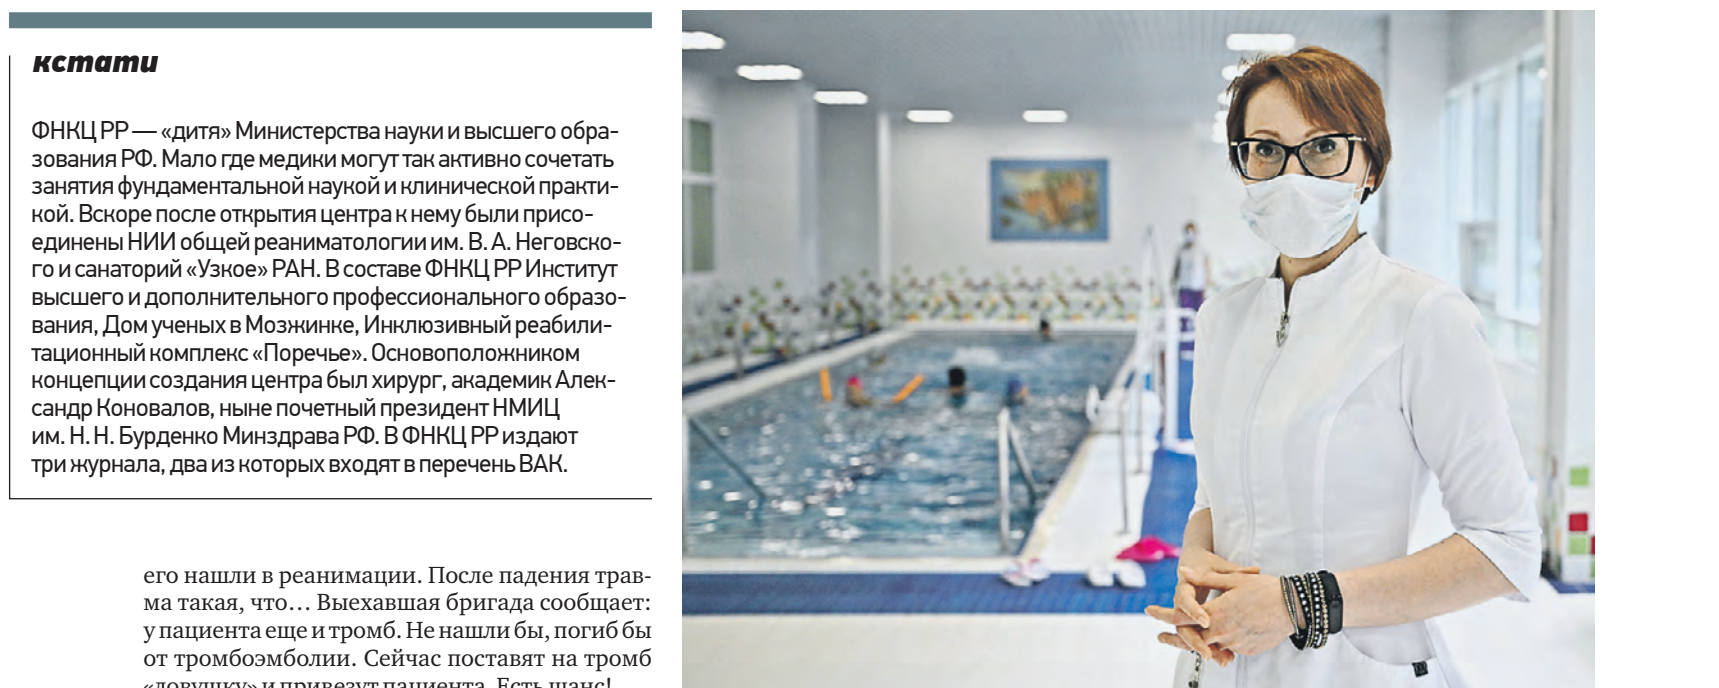 кстати
ФНКЦ РР — «дитя» Министерства науки и высшего обра-
зования РФ. Мало где медики могут так активно сочетать
занятия фундаментальной наукой и клинической практи-
кой. Вскоре после открытия центра к нему были присо-
единены НИИ общей реаниматологии им. В. А. Неговско-
го и санаторий «Узкое» РАН. В составе ФНКЦ РР Институт
высшего и дополнительного профессионального образо-
вания, Дом ученых в Мозжинке, Инклюзивный реабили-
тационный комплекс «Поречье». Основоположником
концепции создания центра был хирург, академик Алек-
сандр Коновалов, ныне почетный президент НМИЦ
им. Н. Н. Бурденко Минздрава РФ. В ФНКЦ РР издают
три журнала, два из которых входят в перечень ВАК.
его нашли в реанимации. После падения трав-
ма такая, что… Выехавшая бригада сообщает:
у пациента еще и тромб. Не нашли бы, погиб бы
от тромбоэмболии. Сейчас поставят на тромб
«ловушку» и привезут пациента. Есть шанс!